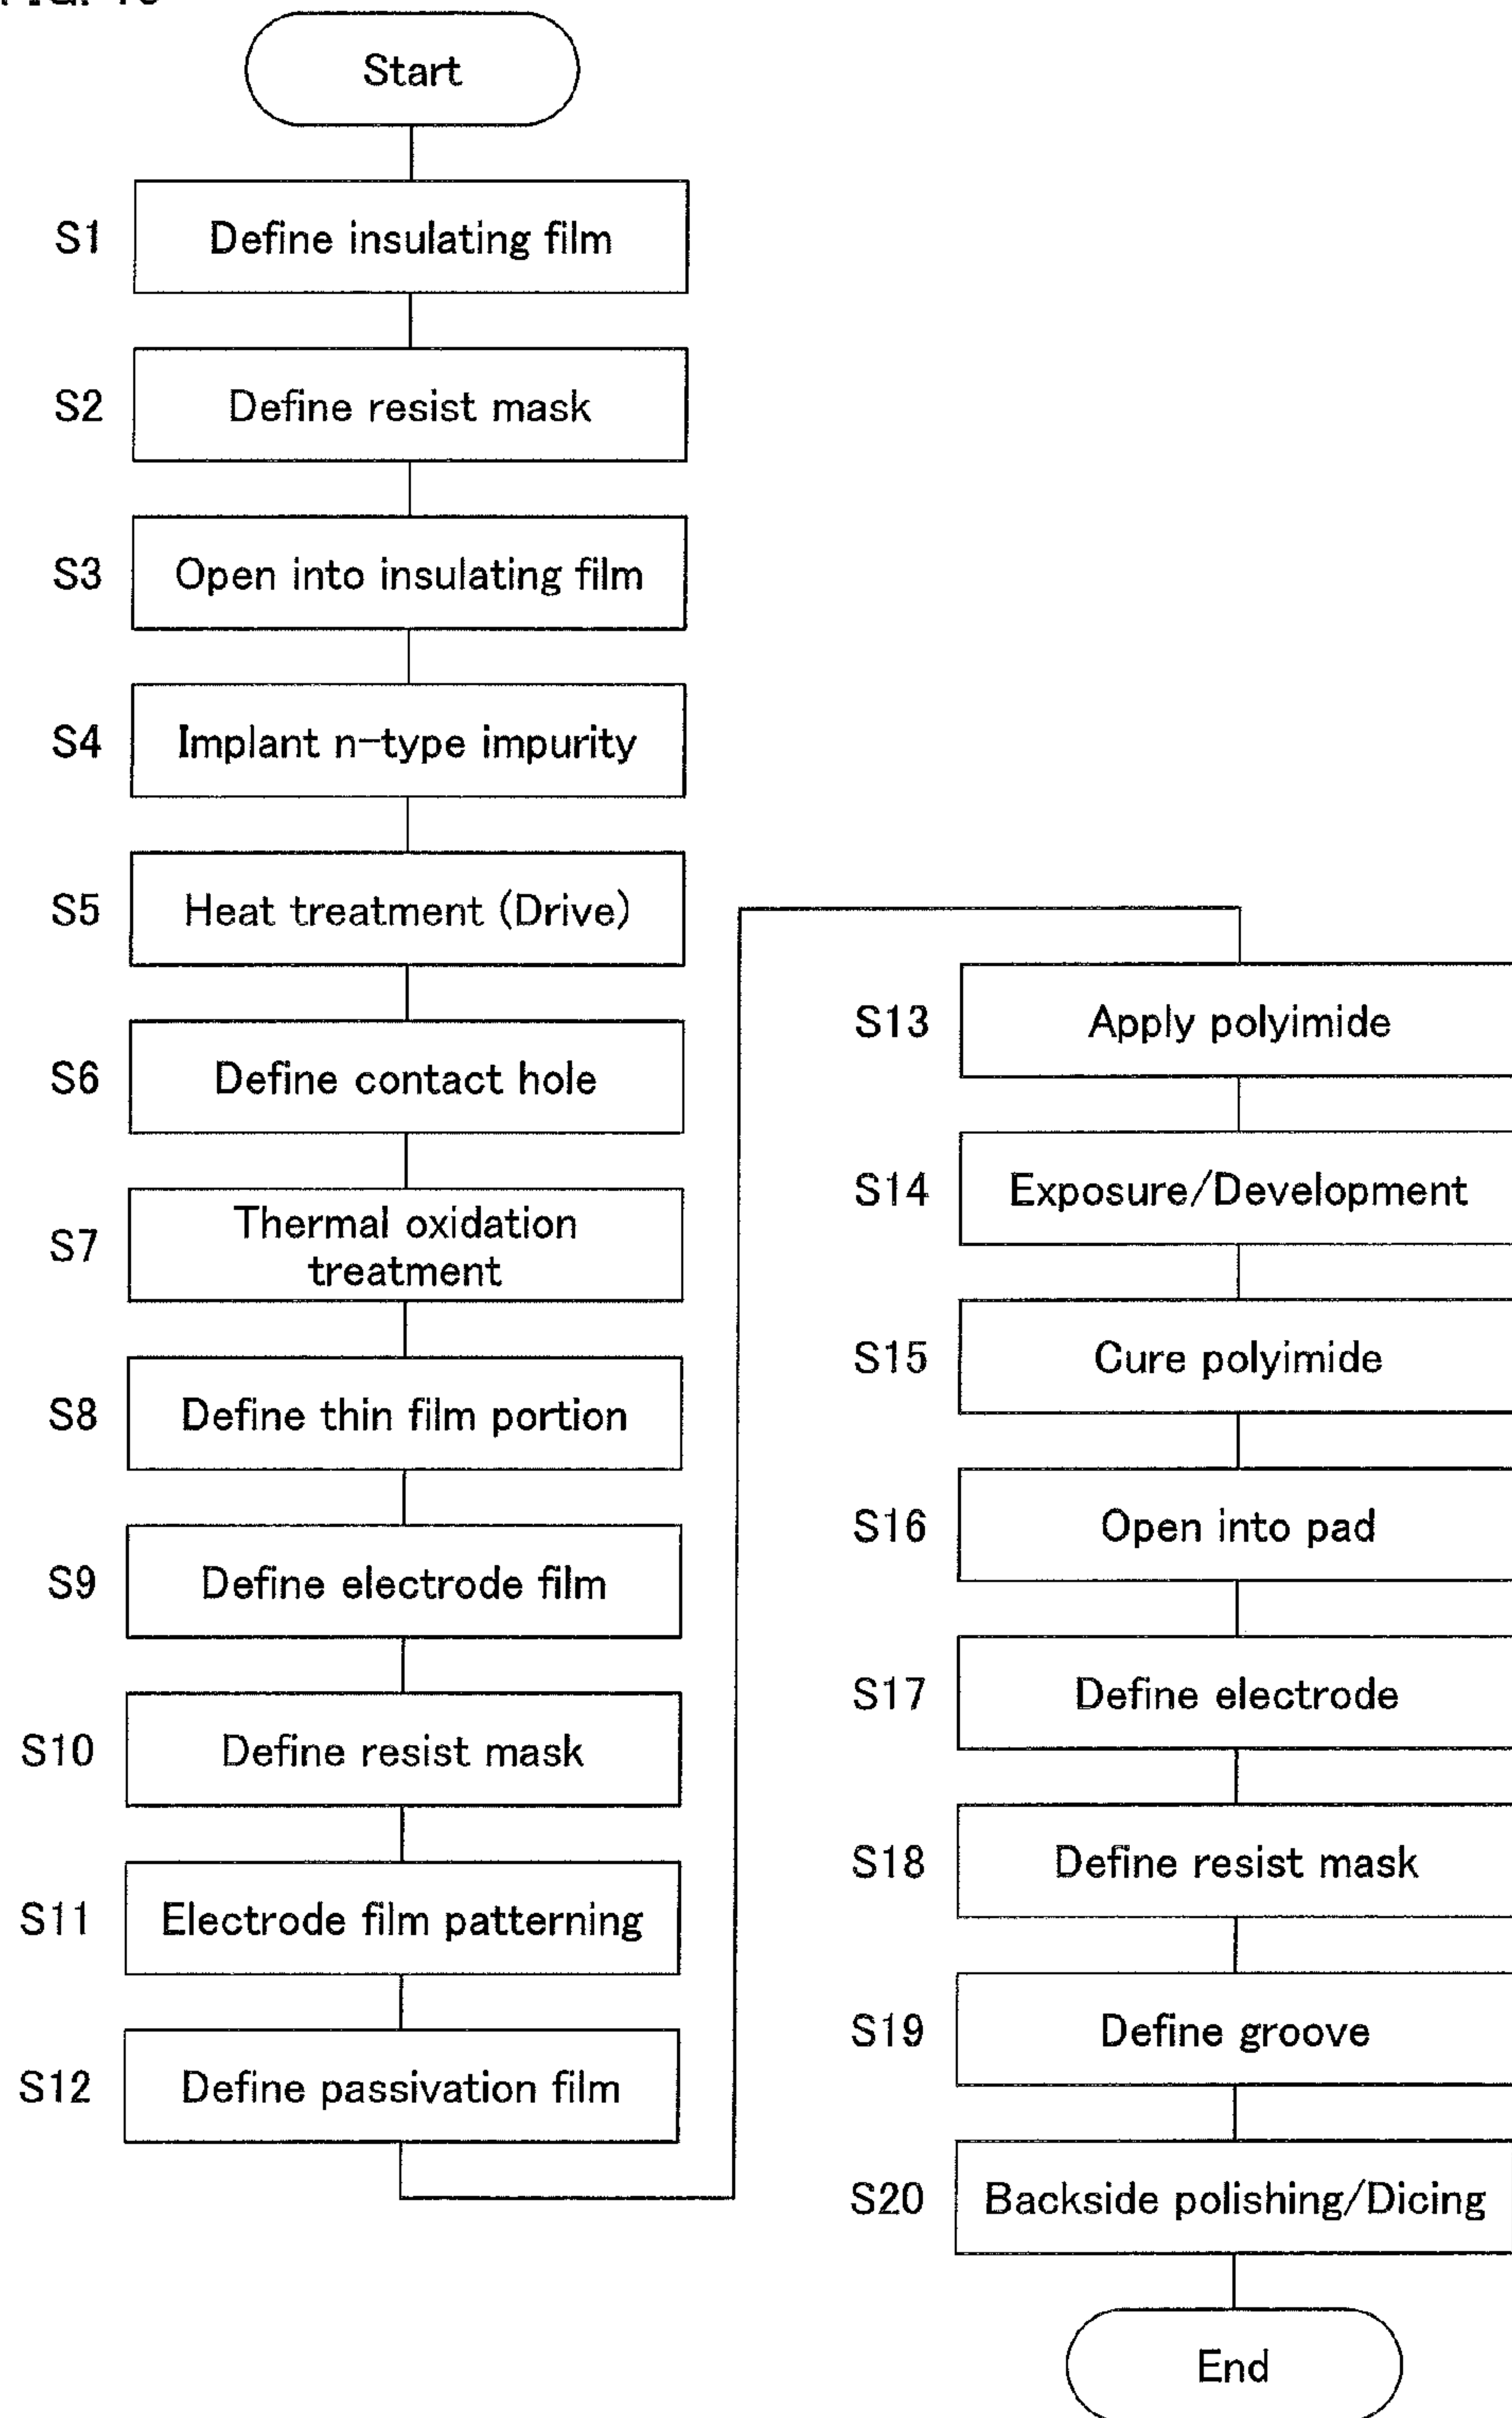 Start
S1 Define insulating film
S2 Define resist mask
S3 Open into insulating film
S4 Implant n-type impurity
S5 Heat treatment (Drive)
S6 Define contact hole
S7 Thermal oxidation
treatment
S8 Define thin film portion
S9 Define electrode film
S10 Define resist mask
S11 Electrode film patterning
S12 Define passivation film
S13 Apply polyimide
S14 Exposure/Development
S15 Cure polyimide
S16 Open into pad
S17 Define electrode
S18 Define resist mask
S19 Define groove
S20 Backside polishing/Dicing
End